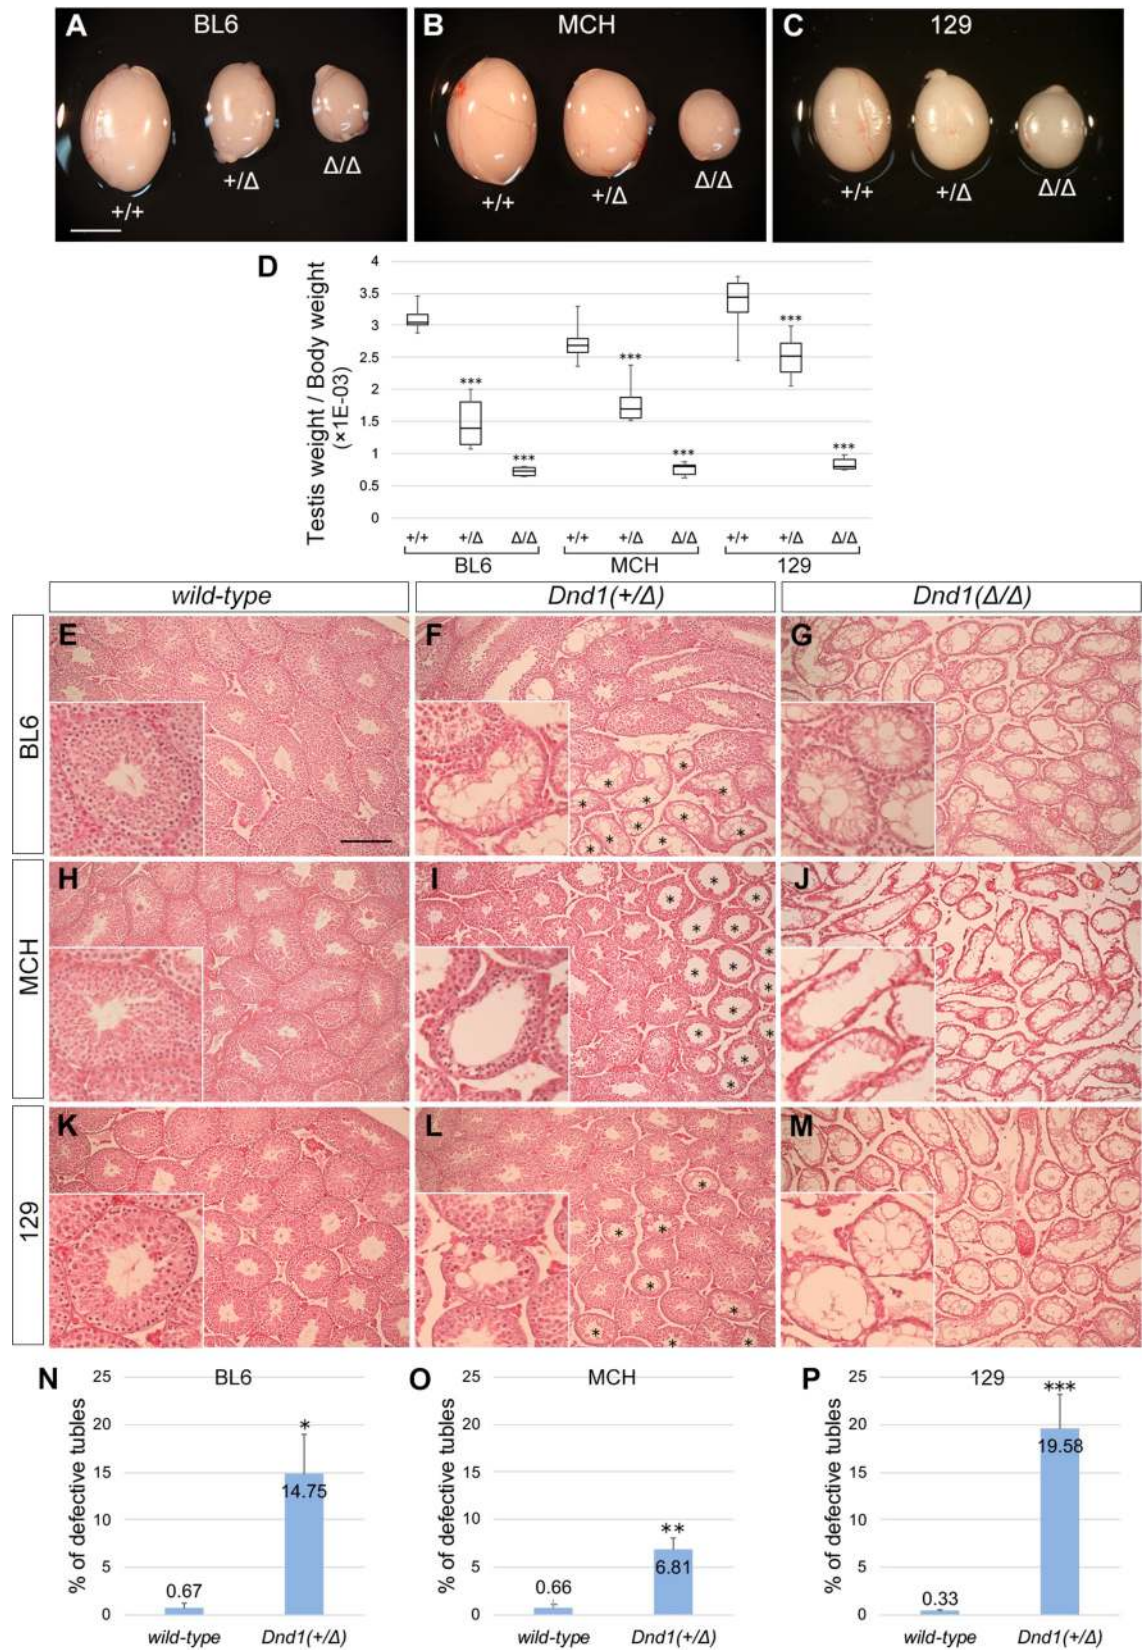 A BL6
+/+
+/Δ
Δ/Δ
B MCH
+/+
+/Δ
Δ/Δ
C 129
+/+
+/Δ
Δ/Δ
D
Testis weight / Body weight
(×1E-03)
4
3.5
3
2.5
2
1.5
1
0.5
0
*** *** *** *** *** ***
+/+ +/Δ Δ/Δ +/+ +/Δ Δ/Δ +/+ +/Δ Δ/Δ
BL6 MCH 129
wild-type Dnd1(+/Δ) Dnd1(Δ/Δ)
BL6
E F G
MCH
H I J
129
K L M
N BL6
% of defective tubles
25
20
15
10
5
0
0.67
*
14.75
wild-type Dnd1(+/Δ)
O MCH
% of defective tubles
25
20
15
10
5
0
0.66
**
6.81
wild-type Dnd1(+/Δ)
P 129
% of defective tubles
25
20
15
10
5
0
0.33
***
19.58
wild-type Dnd1(+/Δ)